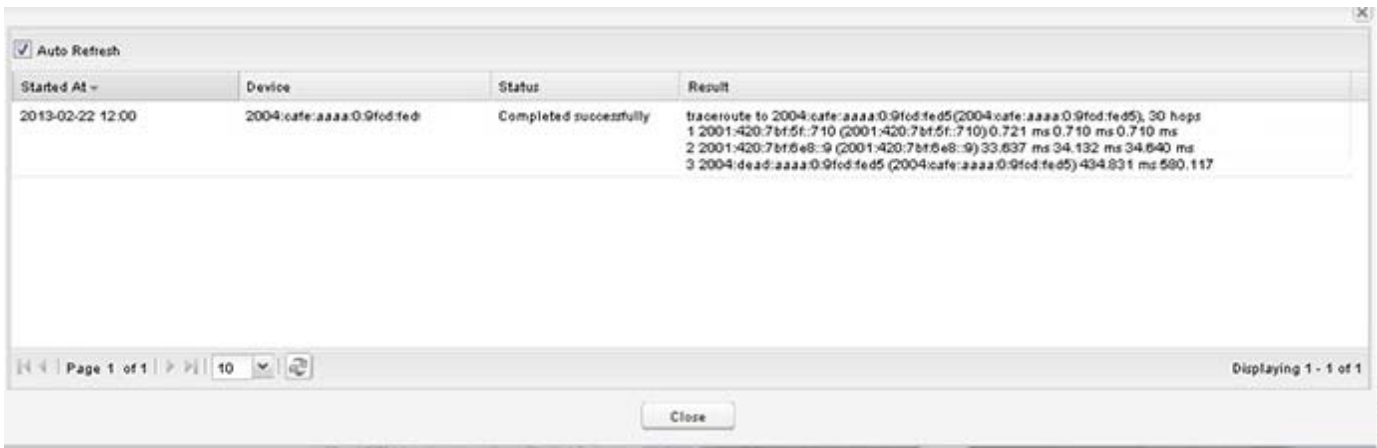 Auto Refresh
Started At Device Status Result
2013-02-22 12:00 2004:cafe:aaaa:0:9fcd:fed Completed successfully traceroute to 2004:cafe:aaaa:0:9fcd:fed5(2004:cafe:aaaa:0:9fcd:fed5), 30 hops
1 2001:420:7bf:5f::710 (2001:420:7bf:5f::710) 0.721 ms 0.710 ms 0.710 ms
2 2001:420:7bf:6e8::9 (2001:420:7bf:6e8::9) 33.637 ms 34.132 ms 34.640 ms
3 2004:dead:aaaa:0:9fcd:fed5 (2004:cafe:aaaa:0:9fcd:fed5) 434.831 ms 580.117
Page 1 of 1 10 Displaying 1 - 1 of 1
Close